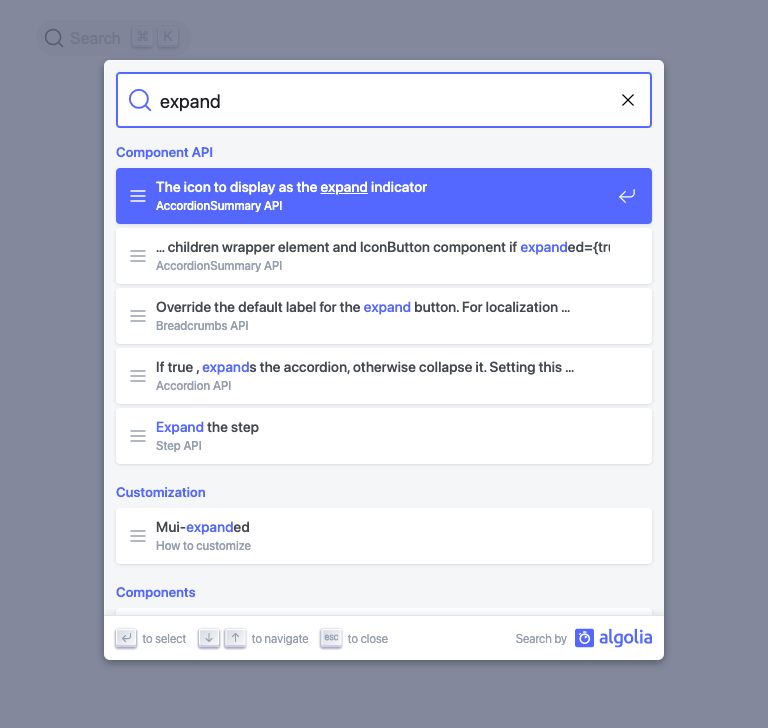 Search ⌘ K
expand
Component API
The icon to display as the expand indicator
AccordionSummary API
... children wrapper element and IconButton component if expanded={tru
AccordionSummary API
Override the default label for the expand button. For localization ...
Breadcrumbs API
If true , expands the accordion, otherwise collapse it. Setting this ...
Accordion API
Expand the step
Step API
Customization
Mui-expanded
How to customize
Components
to select to navigate esc to close Search by algolia